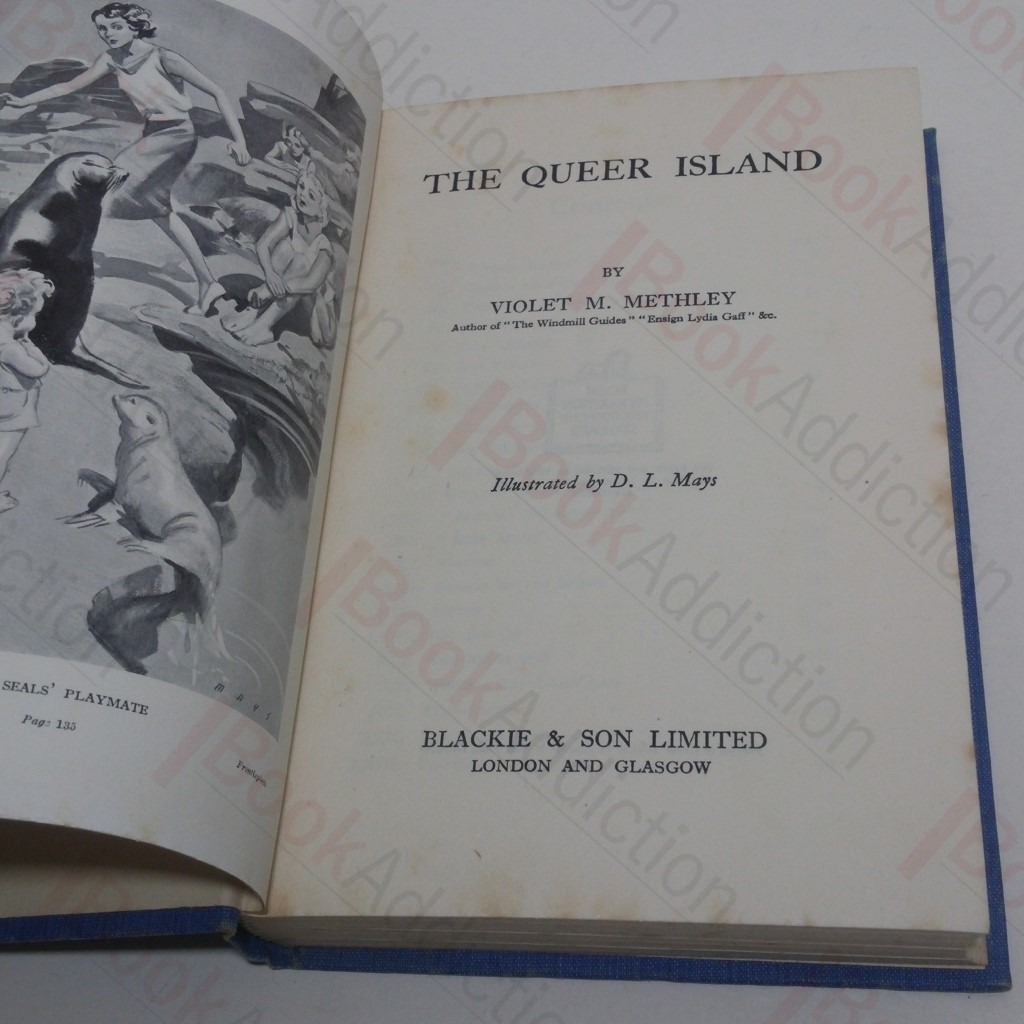 SEALS' PLAYMATE
Page 135
Frontispiece
MAYS
THE QUEER ISLAND
BY
VIOLET M. METHLEY
Author of "The Windmill Guides" "Ensign Lydia Gaff" &c.
Illustrated by D. L. Mays
BLACKIE & SON LIMITED
LONDON AND GLASGOW
BookAddiction